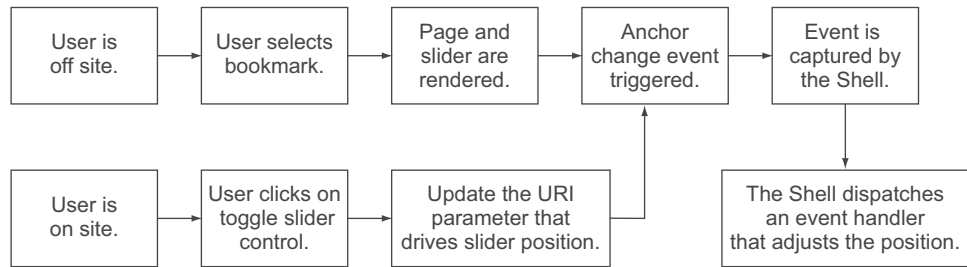 User is
off site.
User selects
bookmark.
Page and
slider are
rendered.
Anchor
change event
triggered.
Event is
captured by
the Shell.
User is
on site.
User clicks on
toggle slider
control.
Update the URI
parameter that
drives slider position.
The Shell dispatches
an event handler
that adjusts the position.